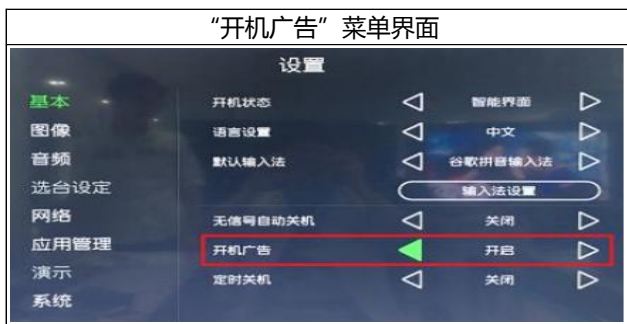 “开机广告”菜单界面
设置
基本
开机状态 智能界面
图像
语言设置 中文
音频
默认输入法 谷歌拼音输入法
选台设定
输入法设置
网络
无信号自动关机 关闭
应用管理
开机广告 开启
演示
定时关机 关闭
系统